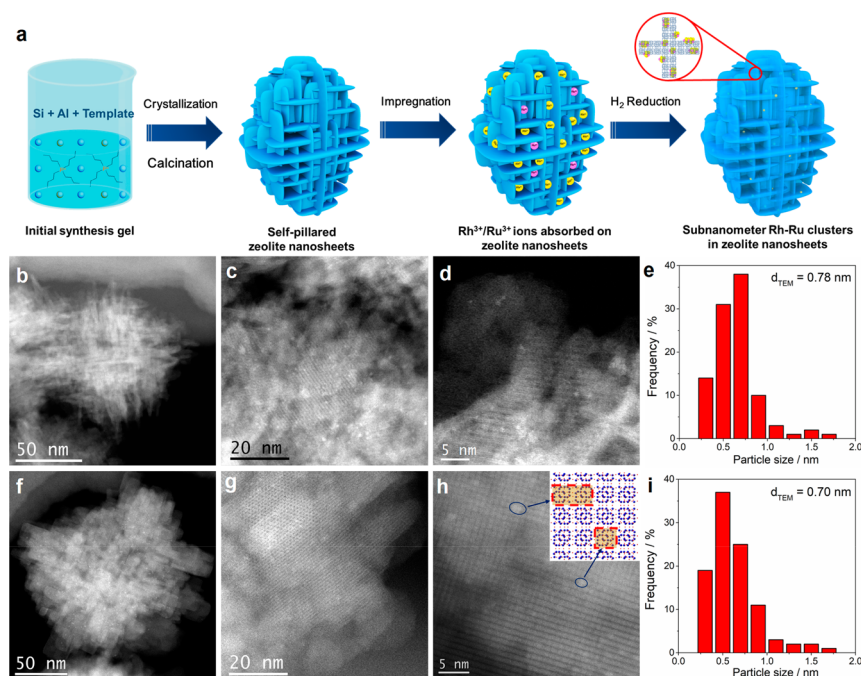 a
Si + Al + Template
Initial synthesis gel
Crystallization
Calcination
Self-pillared
zeolite nanosheets
Impregnation
Rh³⁺/Ru³⁺ ions absorbed on
zeolite nanosheets
H₂ Reduction
Subnanometer Rh-Ru clusters
in zeolite nanosheets
b
50 nm
c
20 nm
d
5 nm
e
d_TEM = 0.78 nm
Frequency / %
40
30
20
10
0
0.0 0.5 1.0 1.5 2.0
Particle size / nm
f
50 nm
g
20 nm
h
5 nm
i
d_TEM = 0.70 nm
Frequency / %
40
30
20
10
0
0.0 0.5 1.0 1.5 2.0
Particle size / nm